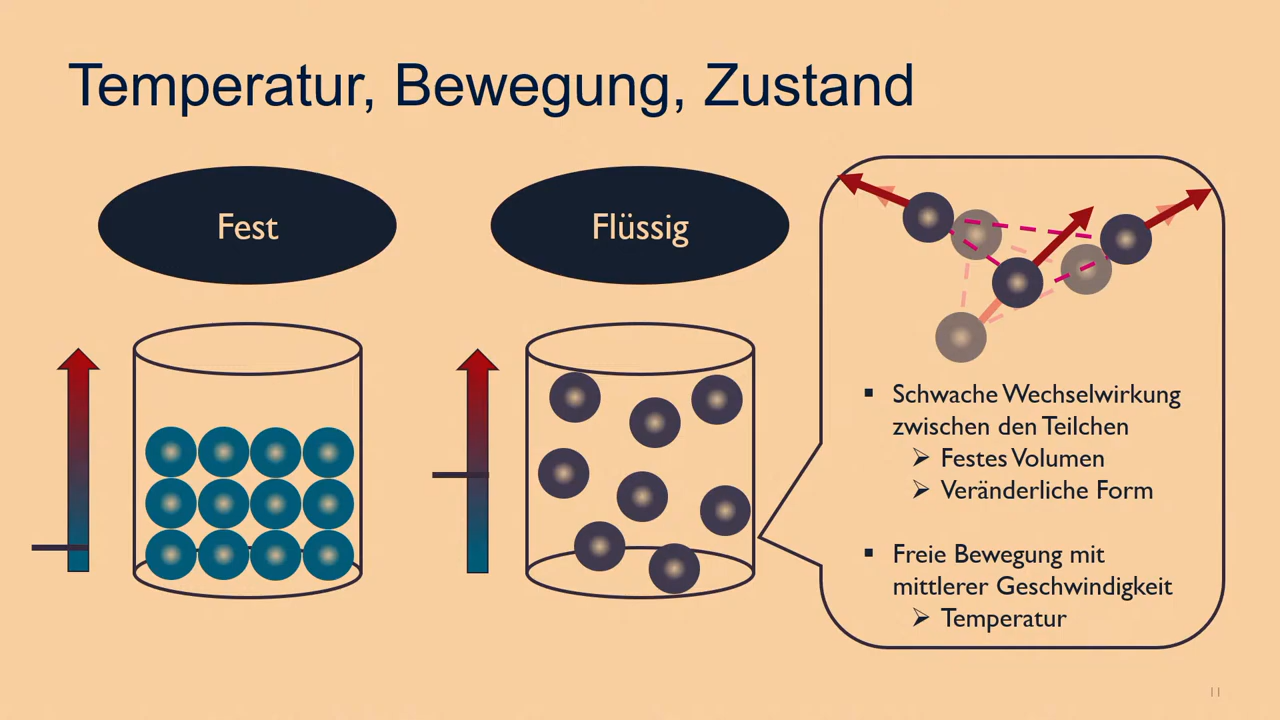 Temperatur, Bewegung, Zustand
Fest
Flüssig
▪ Schwache Wechselwirkung
zwischen den Teilchen
➢ Festes Volumen
➢ Veränderliche Form
▪ Freie Bewegung mit
mittlerer Geschwindigkeit
➢ Temperatur
11